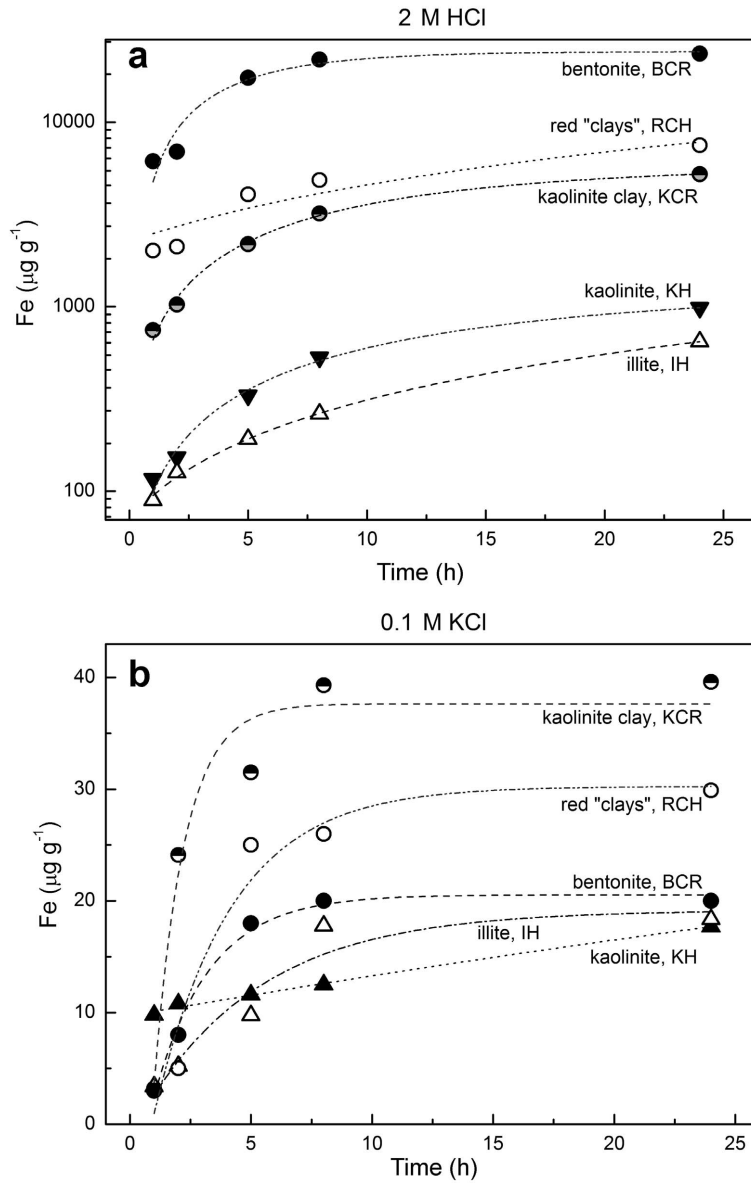 2 M HCl
a
bentonite, BCR
red "clays", RCH
kaolinite clay, KCR
kaolinite, KH
illite, IH
10000
1000
100
Fe (µg g⁻¹)
0 5 10 15 20 25
Time (h)
0.1 M KCl
b
kaolinite clay, KCR
red "clays", RCH
bentonite, BCR
illite, IH
kaolinite, KH
40
30
20
10
0
Fe (µg g⁻¹)
0 5 10 15 20 25
Time (h)